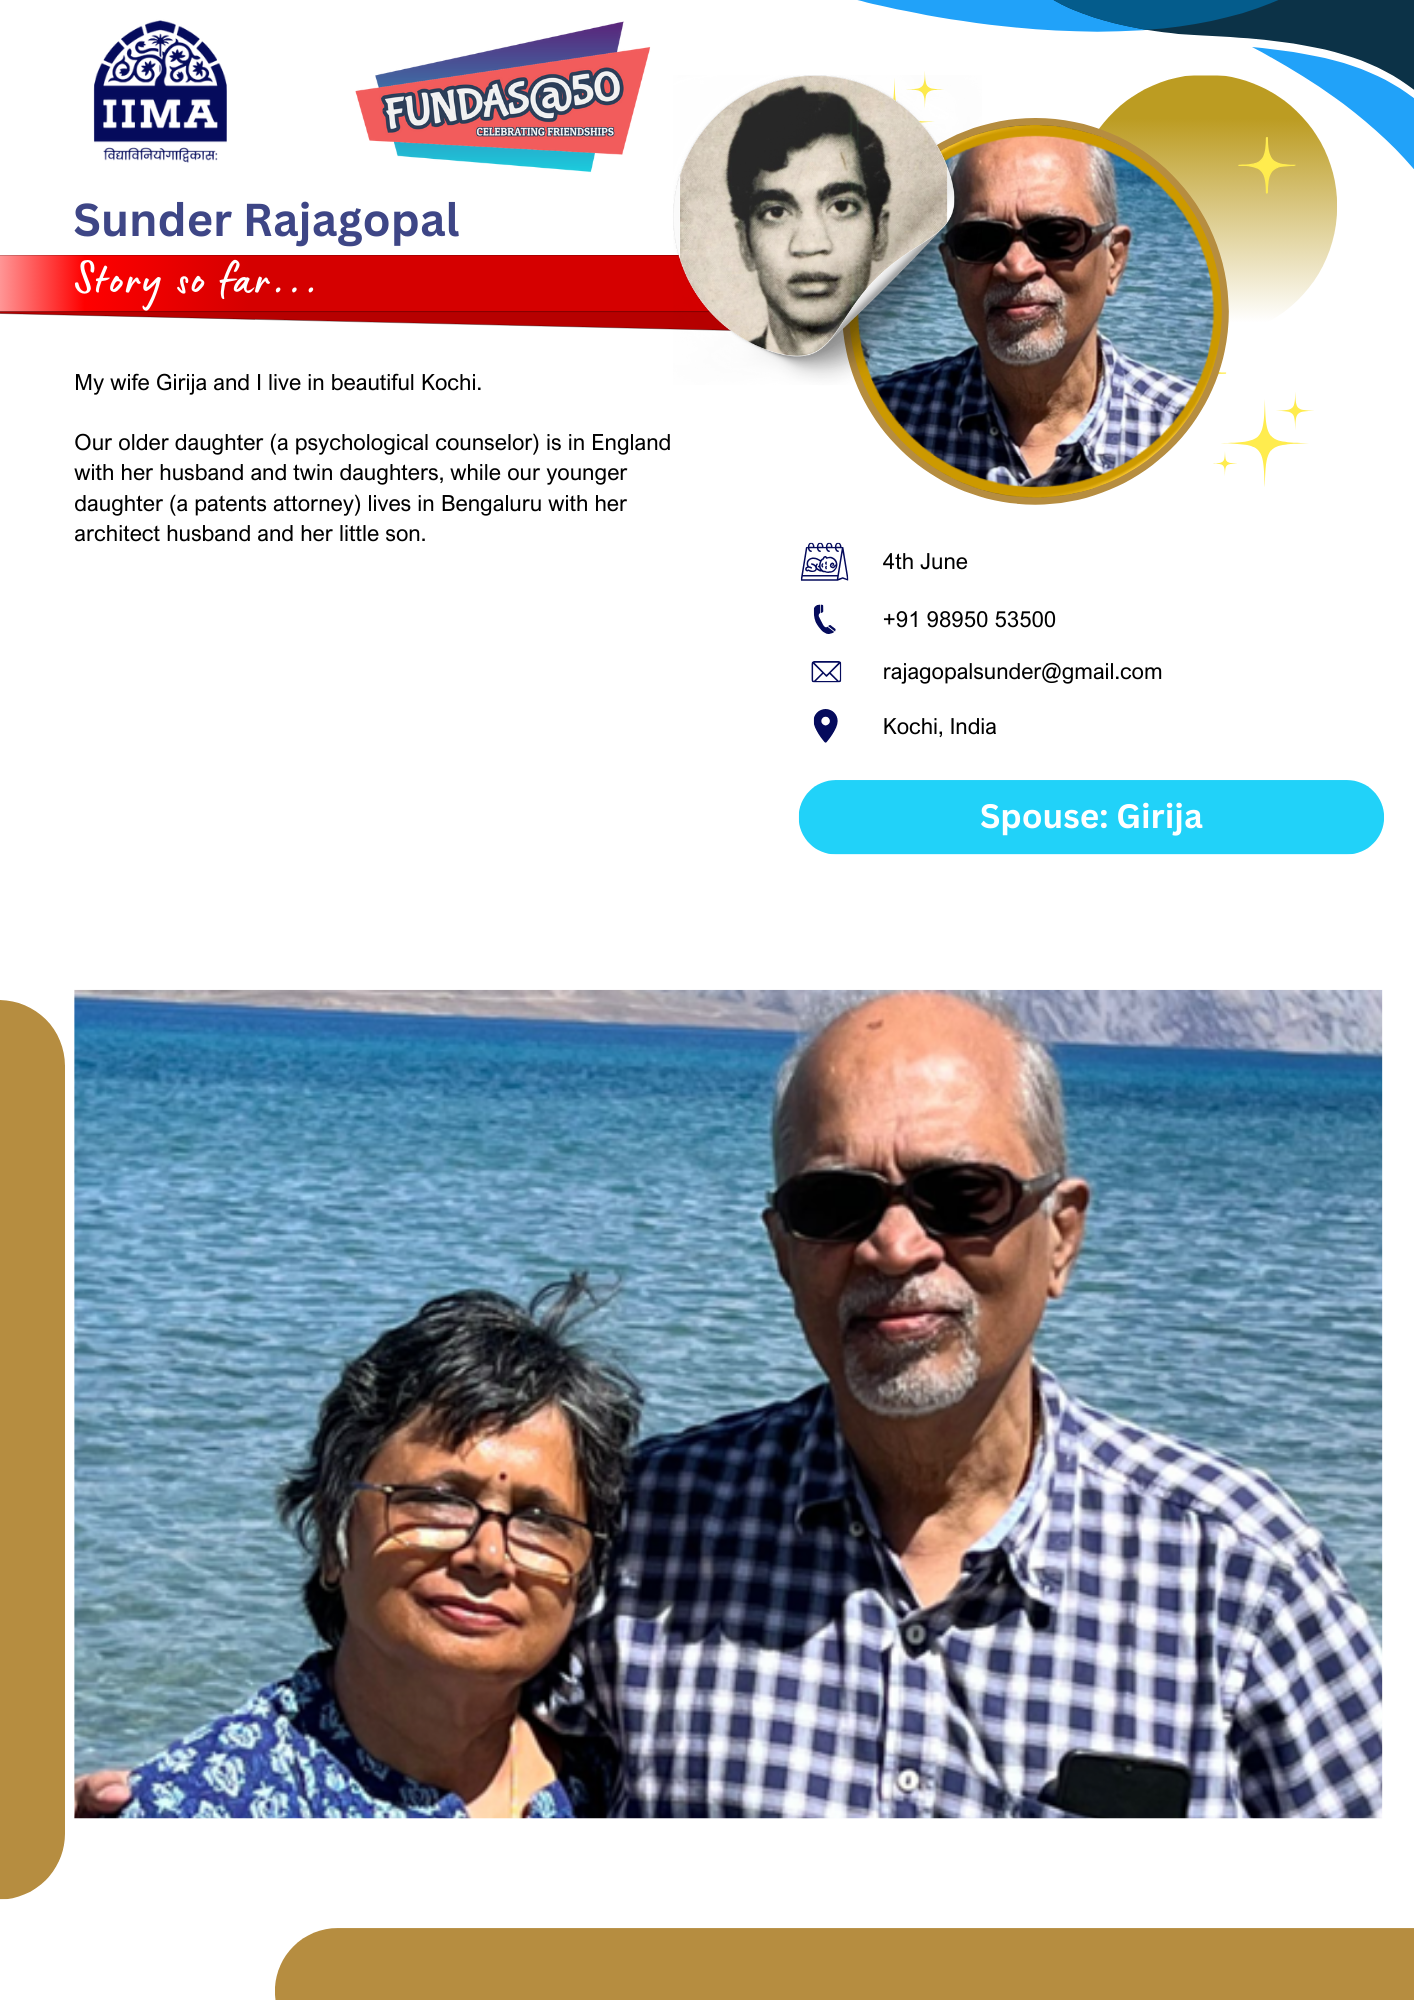 IIMA
विद्याविनियोगाद्विकास:
FUNDAS@50
CELEBRATING FRIENDSHIPS
Sunder Rajagopal
Story so far...
My wife Girija and I live in beautiful Kochi.
Our older daughter (a psychological counselor) is in England
with her husband and twin daughters, while our younger
daughter (a patents attorney) lives in Bengaluru with her
architect husband and her little son.
4th June
+91 98950 53500
rajagopalsunder@gmail.com
Kochi, India
Spouse: Girija